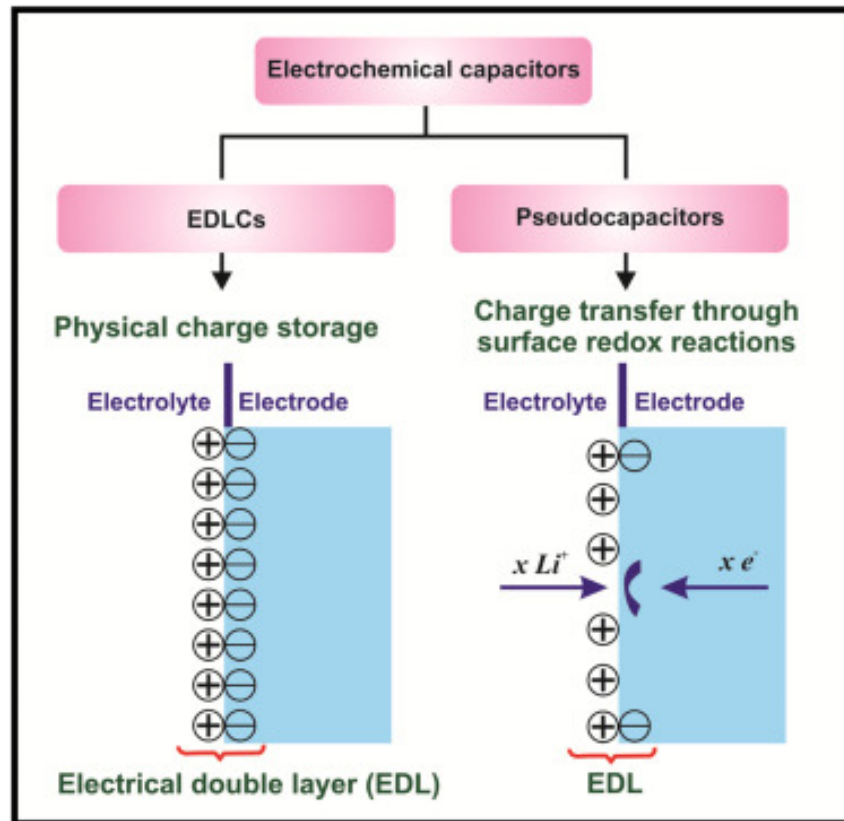 Electrochemical capacitors
EDLCs
Pseudocapacitors
Physical charge storage
Charge transfer through
surface redox reactions
Electrolyte Electrode
Electrolyte Electrode
x Li⁺
x e⁻
Electrical double layer (EDL)
EDL